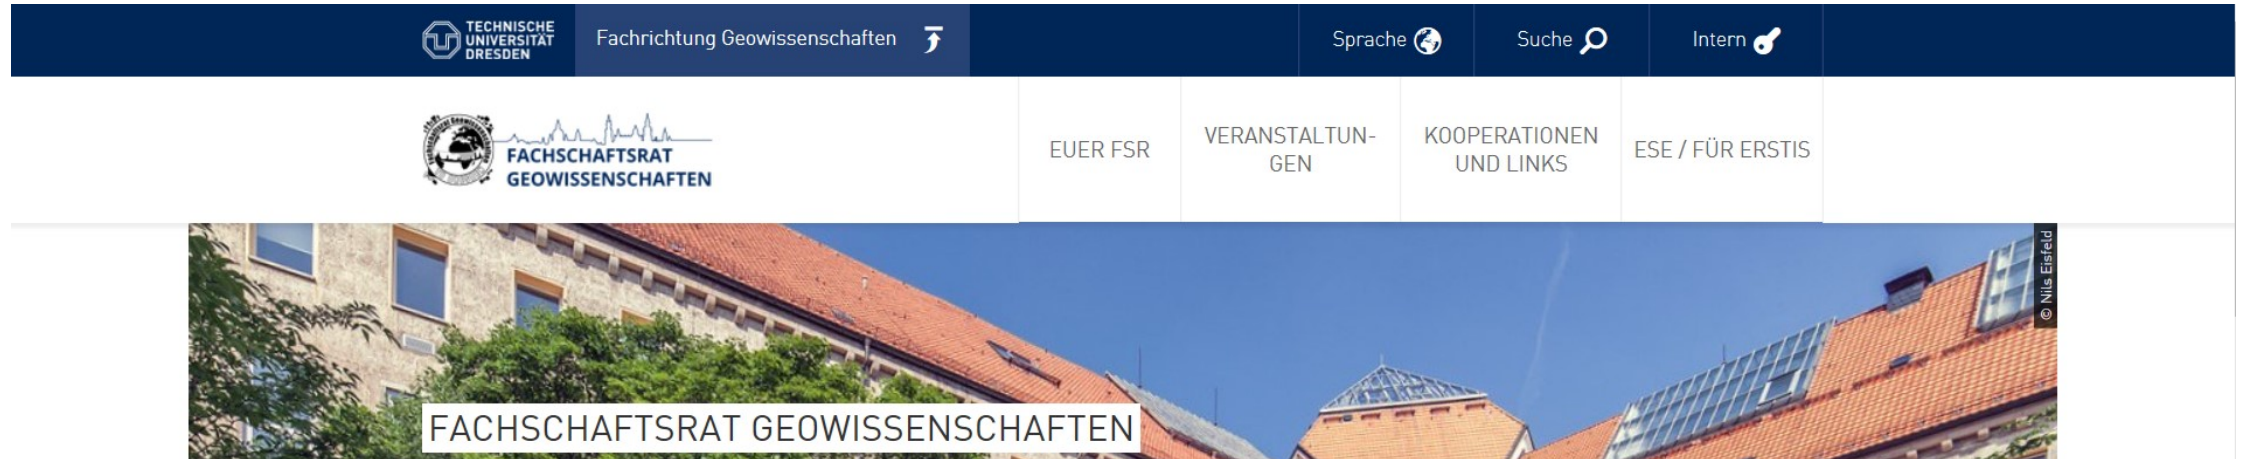 TECHNISCHE
UNIVERSITÄT
DRESDEN
Fachrichtung Geowissenschaften
Sprache
Suche
Intern
FACHSCHAFTSRAT
GEOWISSENSCHAFTEN
EUER FSR
VERANSTALTUN-
GEN
KOOPERATIONEN
UND LINKS
ESE / FÜR ERSTIS
© Nils Eisfeld
FACHSCHAFTSRAT GEOWISSENSCHAFTEN